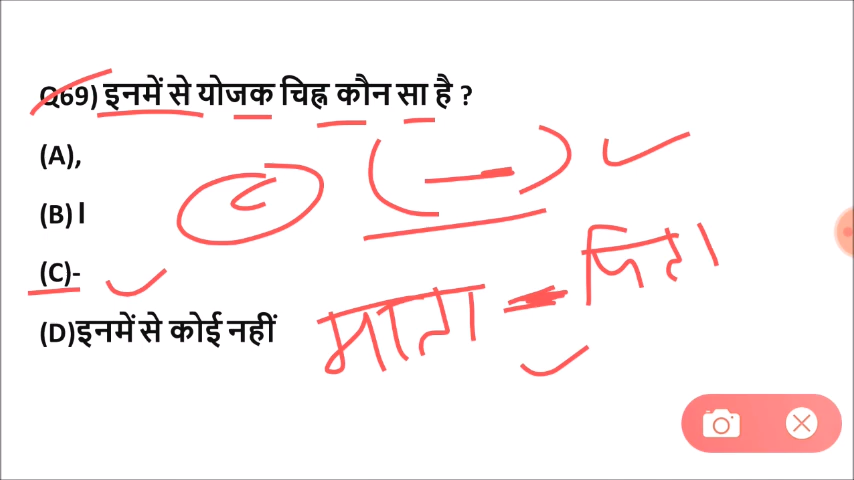 Q69) इनमें से योजक चिह्न कौन सा है ?
(A),
(B)।
(C)-
(D)इनमें से कोई नहीं
C
( - )
माता - पिता